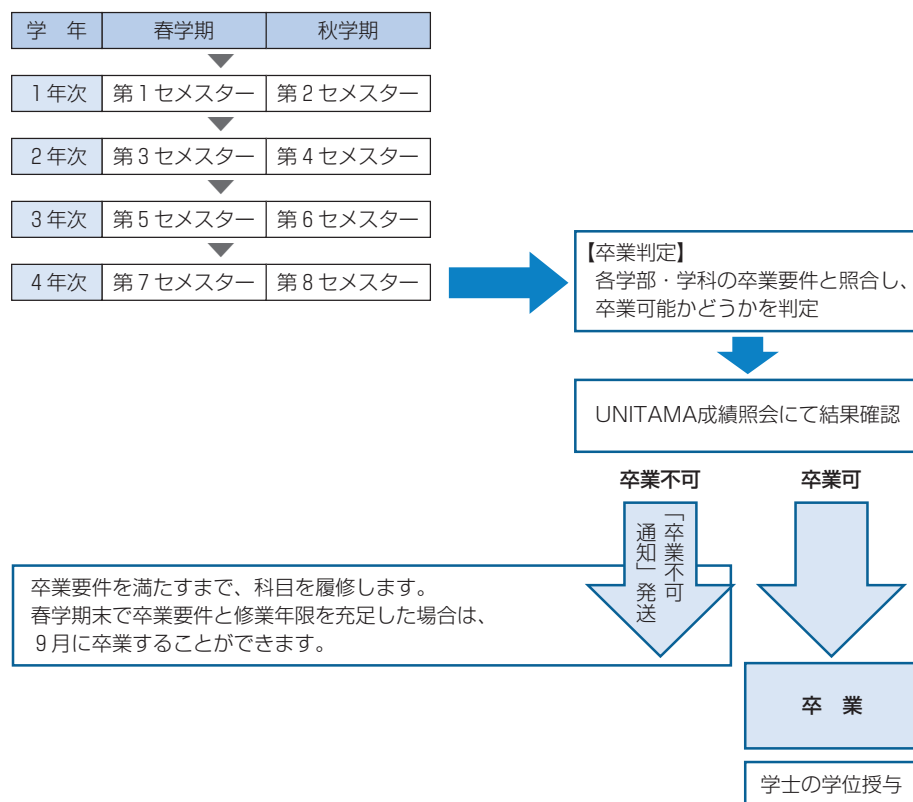 学　年 春学期 秋学期
1年次 第1セメスター 第2セメスター
2年次 第3セメスター 第4セメスター
3年次 第5セメスター 第6セメスター
4年次 第7セメスター 第8セメスター
【卒業判定】
各学部・学科の卒業要件と照合し、
卒業可能かどうかを判定
UNITAMA成績照会にて結果確認
卒業不可 卒業可
「卒業不可
通知」発送
卒業要件を満たすまで、科目を履修します。
春学期末で卒業要件と修業年限を充足した場合は、
9月に卒業することができます。
卒　業
学士の学位授与